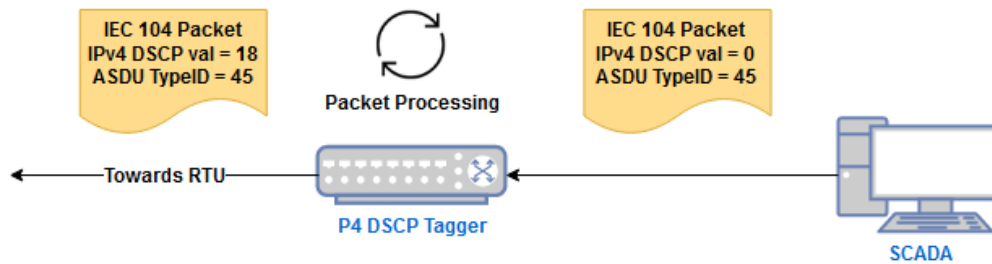 IEC 104 Packet
IPv4 DSCP val = 18
ASDU TypeID = 45
Packet Processing
IEC 104 Packet
IPv4 DSCP val = 0
ASDU TypeID = 45
Towards RTU
P4 DSCP Tagger
SCADA